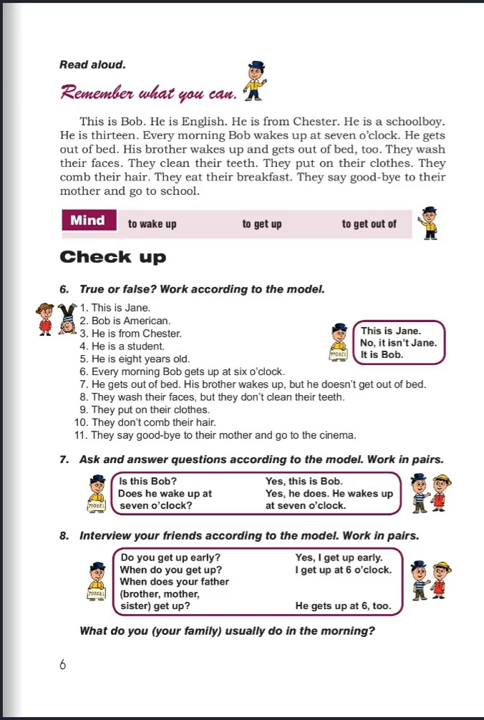 Read aloud.
Remember what you can.
This is Bob. He is English. He is from Chester. He is a schoolboy.
He is thirteen. Every morning Bob wakes up at seven o'clock. He gets
out of bed. His brother wakes up and gets out of bed, too. They wash
their faces. They clean their teeth. They put on their clothes. They
comb their hair. They eat their breakfast. They say good-bye to their
mother and go to school.
Mind to wake up to get up to get out of
Check up
6. True or false? Work according to the model.
1. This is Jane.
2. Bob is American.
3. He is from Chester.
4. He is a student.
5. He is eight years old.
6. Every morning Bob gets up at six o'clock.
7. He gets out of bed. His brother wakes up, but he doesn't get out of bed.
8. They wash their faces, but they don't clean their teeth.
9. They put on their clothes.
10. They don't comb their hair.
11. They say good-bye to their mother and go to the cinema.
MODEL
This is Jane.
No, it isn't Jane.
It is Bob.
7. Ask and answer questions according to the model. Work in pairs.
MODEL
Is this Bob? Yes, this is Bob.
Does he wake up at Yes, he does. He wakes up
seven o'clock? at seven o'clock.
8. Interview your friends according to the model. Work in pairs.
MODEL
Do you get up early? Yes, I get up early.
When do you get up? I get up at 6 o'clock.
When does your father
(brother, mother,
sister) get up? He gets up at 6, too.
What do you (your family) usually do in the morning?
6